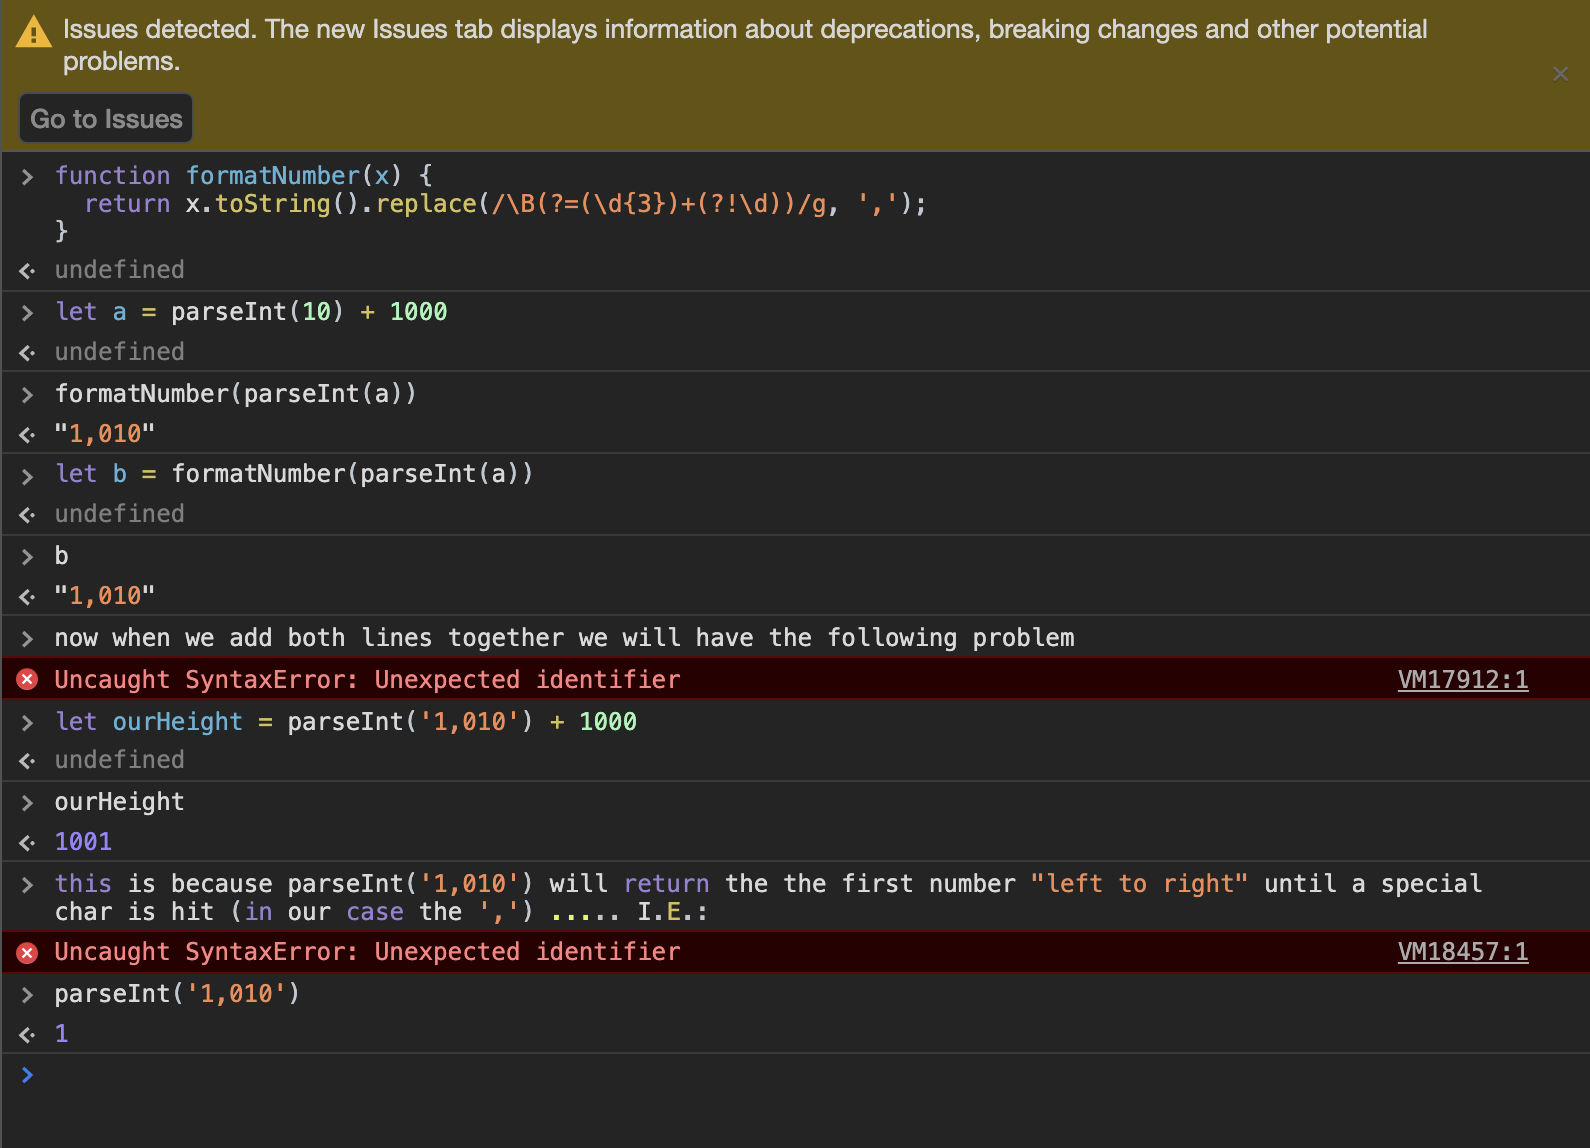 Issues detected. The new Issues tab displays information about deprecations, breaking changes and other potential
problems.
Go to Issues
function formatNumber(x) {
  return x.toString().replace(/\B(?=(\d{3})+(?!\d))/g, ',');
}
undefined
let a = parseInt(10) + 1000
undefined
formatNumber(parseInt(a))
"1,010"
let b = formatNumber(parseInt(a))
undefined
b
"1,010"
now when we add both lines together we will have the following problem
Uncaught SyntaxError: Unexpected identifier VM17912:1
let ourHeight = parseInt('1,010') + 1000
undefined
ourHeight
1001
this is because parseInt('1,010') will return the the first number "left to right" until a special
char is hit (in our case the ',') ..... I.E.:
Uncaught SyntaxError: Unexpected identifier VM18457:1
parseInt('1,010')
1